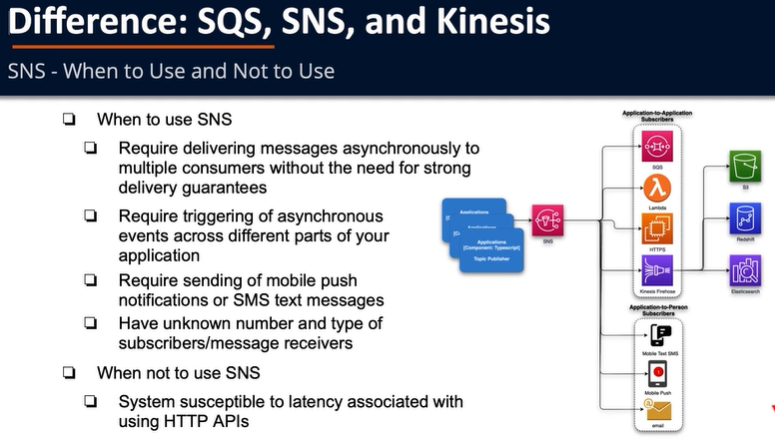 Difference: SQS, SNS, and Kinesis
SNS - When to Use and Not to Use
When to use SNS
Require delivering messages asynchronously to
multiple consumers without the need for strong
delivery guarantees
Require triggering of asynchronous
events across different parts of your
application
Require sending of mobile push
notifications or SMS text messages
Have unknown number and type of
subscribers/message receivers
When not to use SNS
System susceptible to latency associated with
using HTTP APIs
Applications
Applications
Applications
[Component: Typescript]
Topic Publisher
SNS
Application-to-Application
Subscribers
SQS
Lambda
HTTPS
Kinesis Firehose
S3
Redshift
Elasticsearch
Application-to-Person
Subscribers
Mobile Text SMS
Mobile Push
email